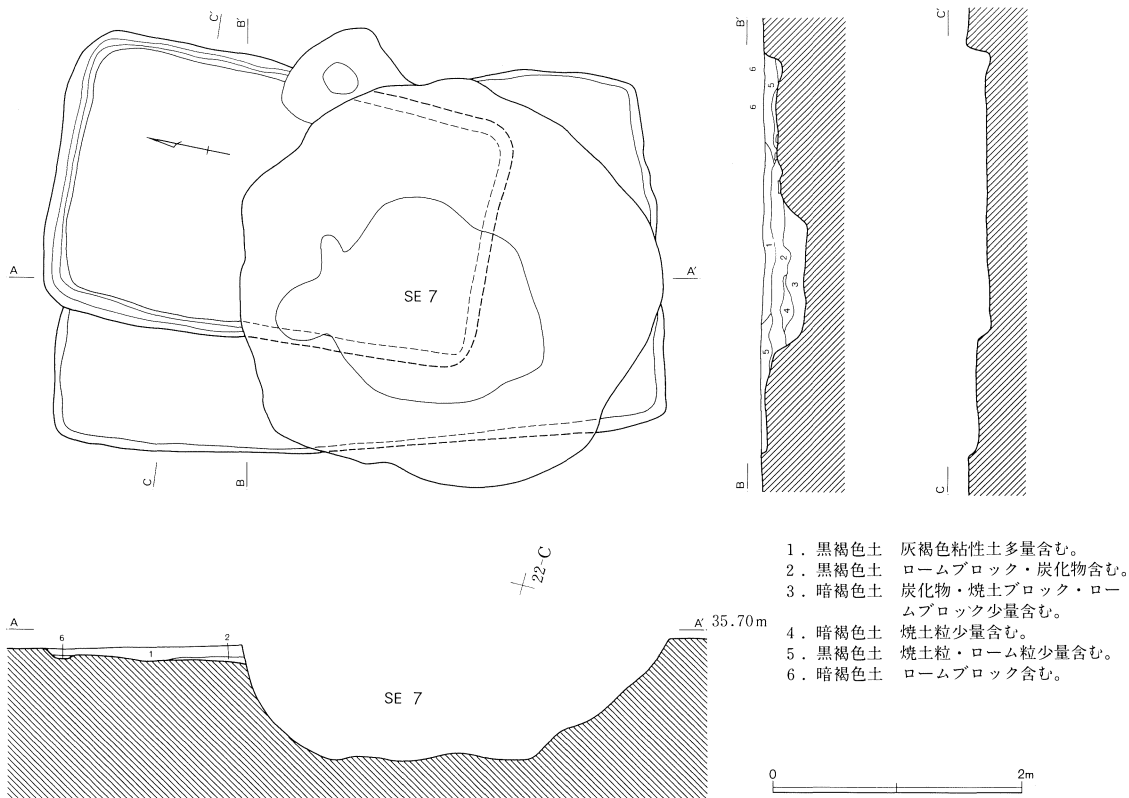 C'
B'
A
A'
SE 7
C
B
B'
6
5
6
1
2
3
4
5
B
C'
C
22-C
A
A' 35.70m
6
1
2
SE 7
1. 黒褐色土 灰褐色粘性土多量含む。
2. 黒褐色土 ロームブロック・炭化物含む。
3. 暗褐色土 炭化物・焼土ブロック・ロー
ムブロック少量含む。
4. 暗褐色土 焼土粒少量含む。
5. 黒褐色土 焼土粒・ローム粒少量含む。
6. 暗褐色土 ロームブロック含む。
0
2m